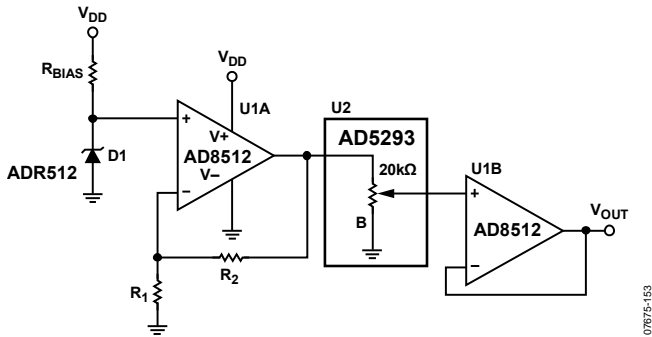 VDD
RBIAS
VDD
U1A
+
V+
AD8512
V–
–
ADR512
D1
R1
R2
U2
AD5293
20kΩ
B
U1B
+
AD8512
–
VOUT
07675-153